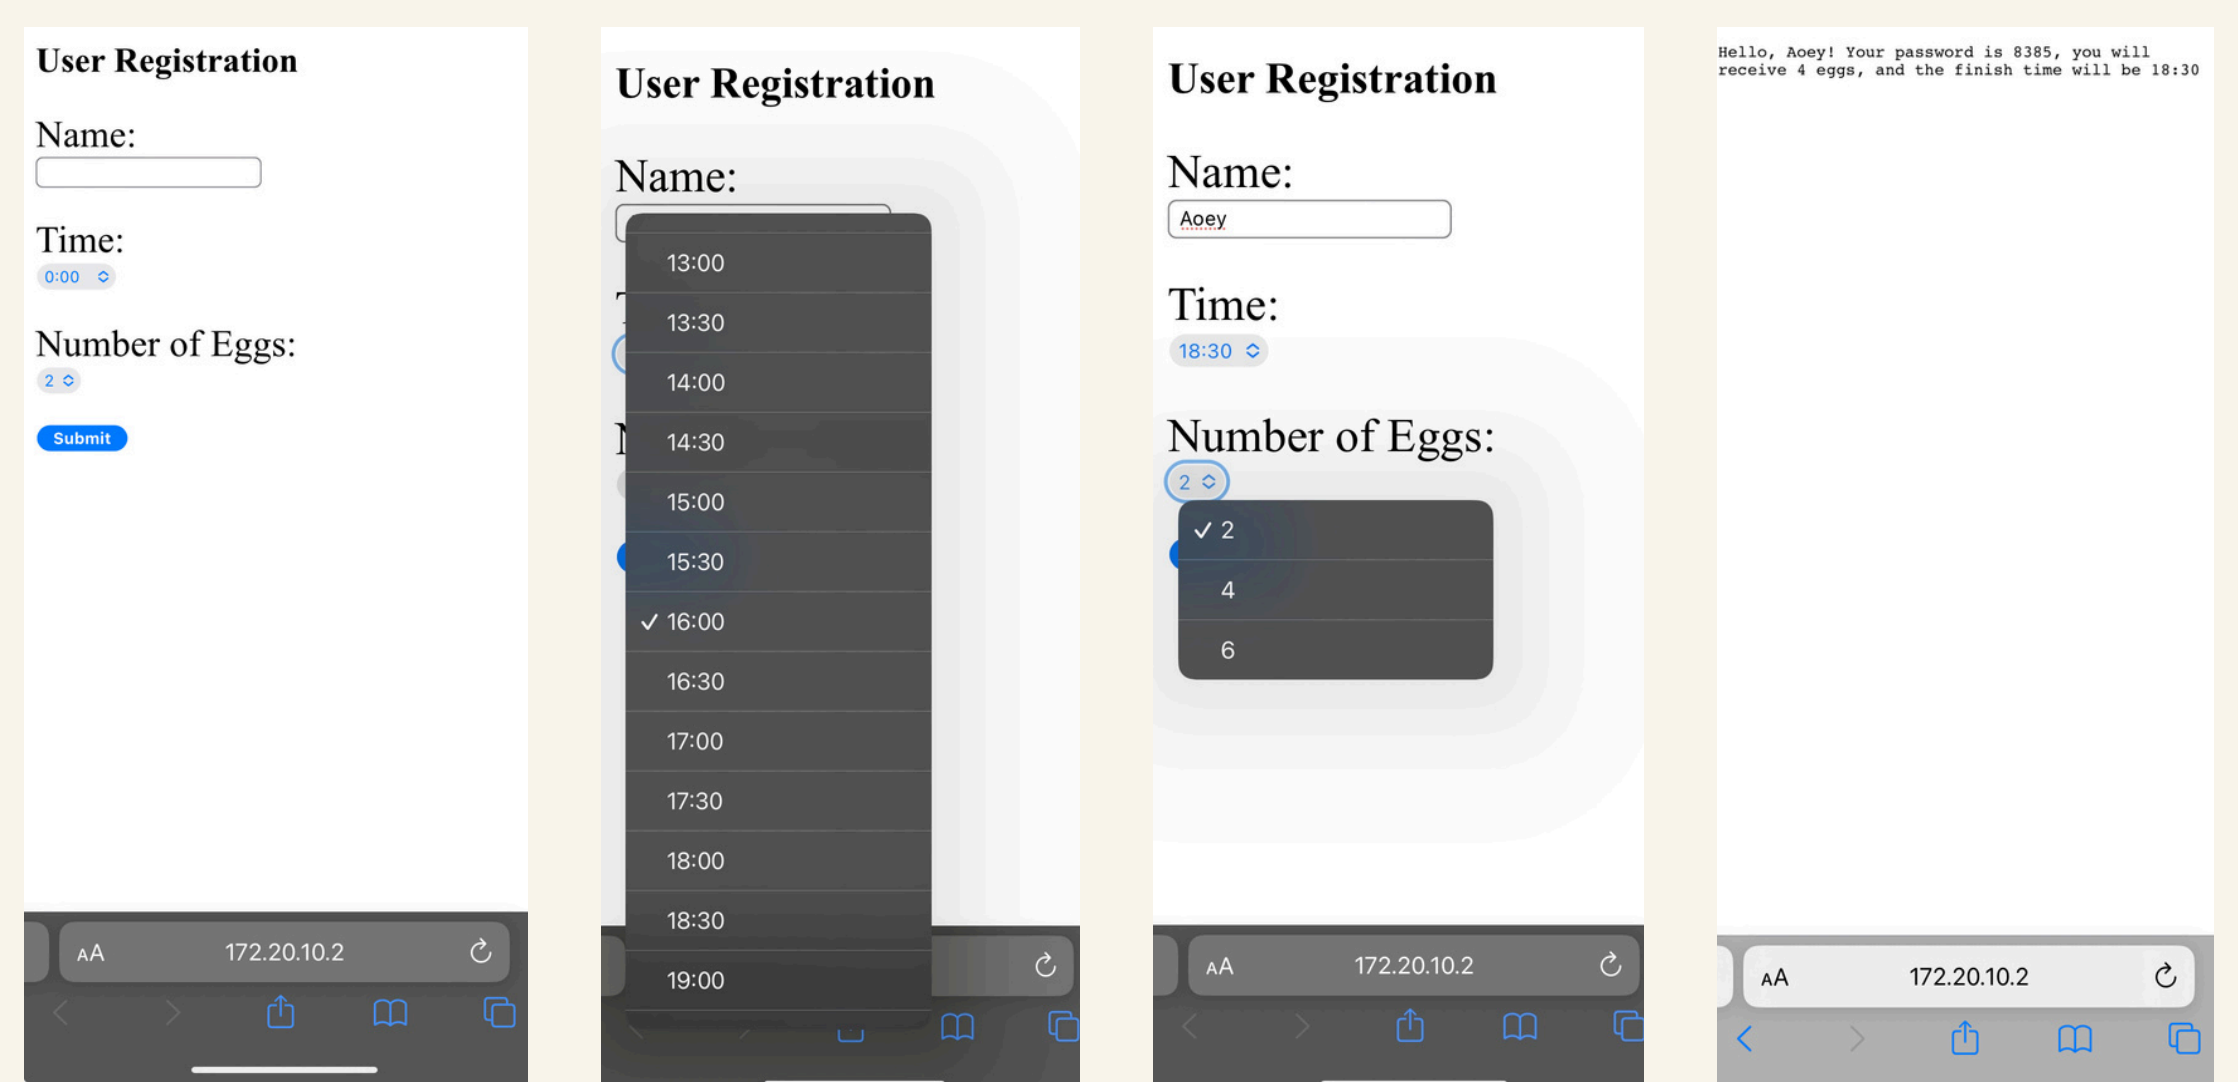 User Registration
Name:
Time:
0:00
Number of Eggs:
2
Submit
AA
172.20.10.2
User Registration
Name:
13:00
13:30
14:00
14:30
15:00
15:30
✓ 16:00
16:30
17:00
17:30
18:00
18:30
19:00
User Registration
Name:
Aoey
Time:
18:30
Number of Eggs:
2
✓ 2
4
6
AA
172.20.10.2
Hello, Aoey! Your password is 8385, you will
receive 4 eggs, and the finish time will be 18:30
AA
172.20.10.2